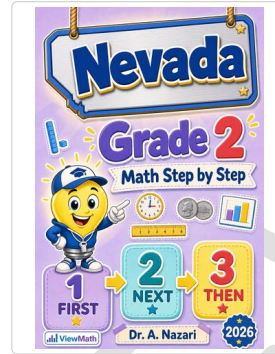 Nevada
Grade 2
Math Step by Step
1
FIRST
2
NEXT
3
THEN
ViewMath
Dr. A. Nazari
2026